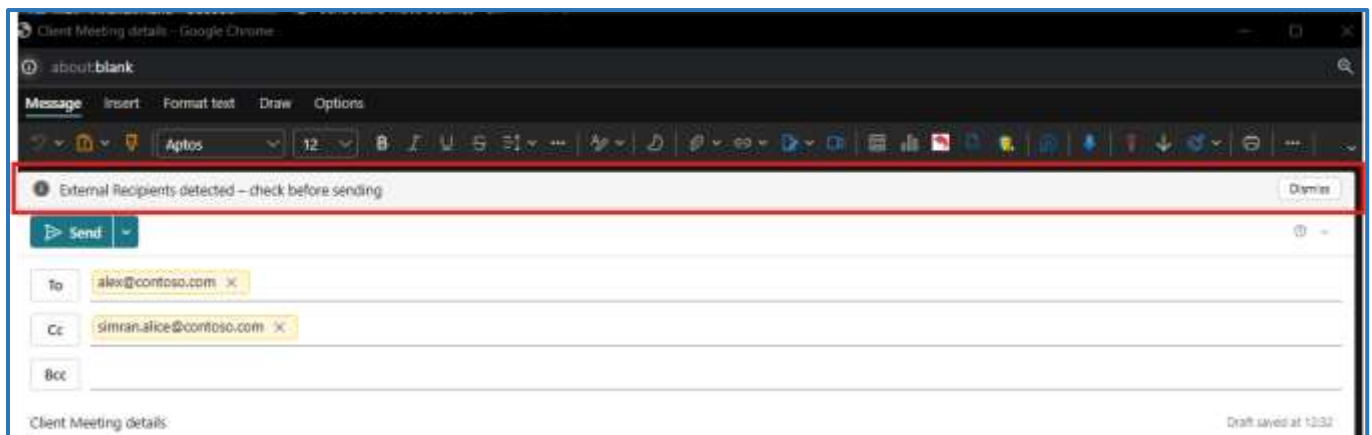 Client Meeting details - Google Chrome
about:blank
Message Insert Format text Draw Options
Aptos 12 B I U S
External Recipients detected – check before sending Dismiss
Send
To alex@contoso.com
Cc simran.alice@contoso.com
Bcc
Client Meeting details Draft saved at 12:32